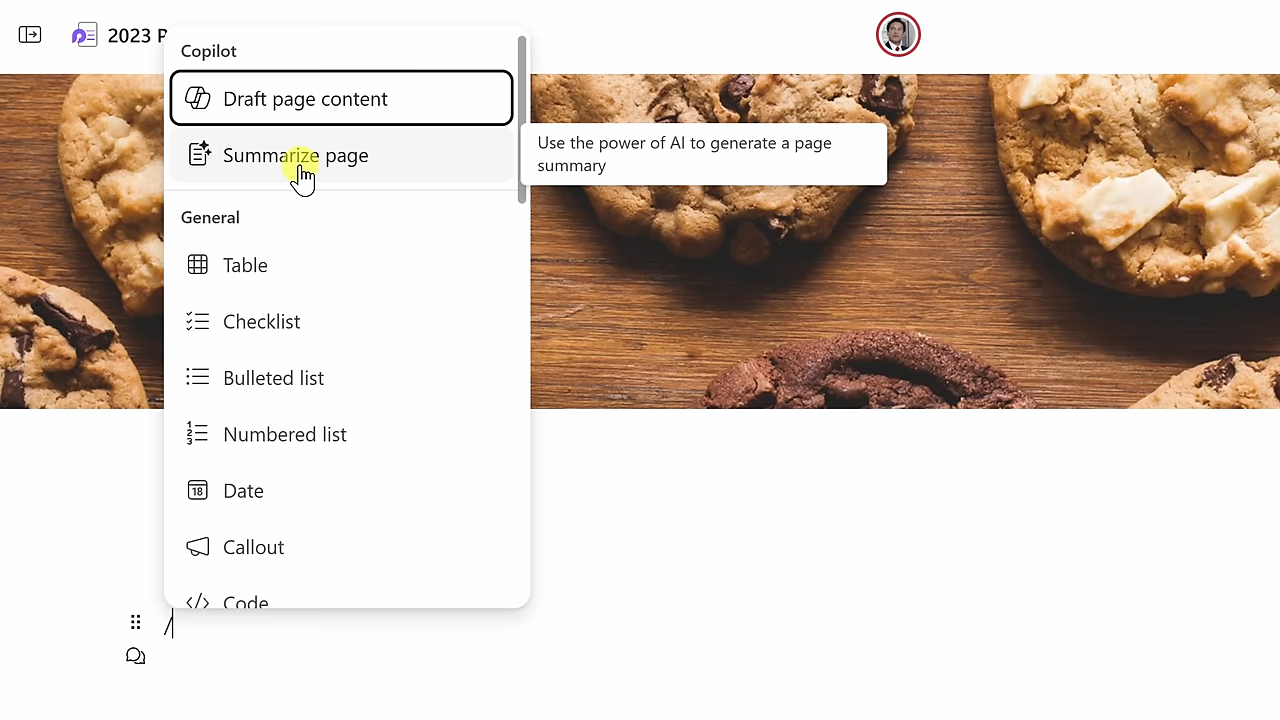 2023 P
Copilot
Draft page content
Summarize page
Use the power of AI to generate a page
summary
General
Table
Checklist
Bulleted list
Numbered list
18
Date
Callout
Code
/